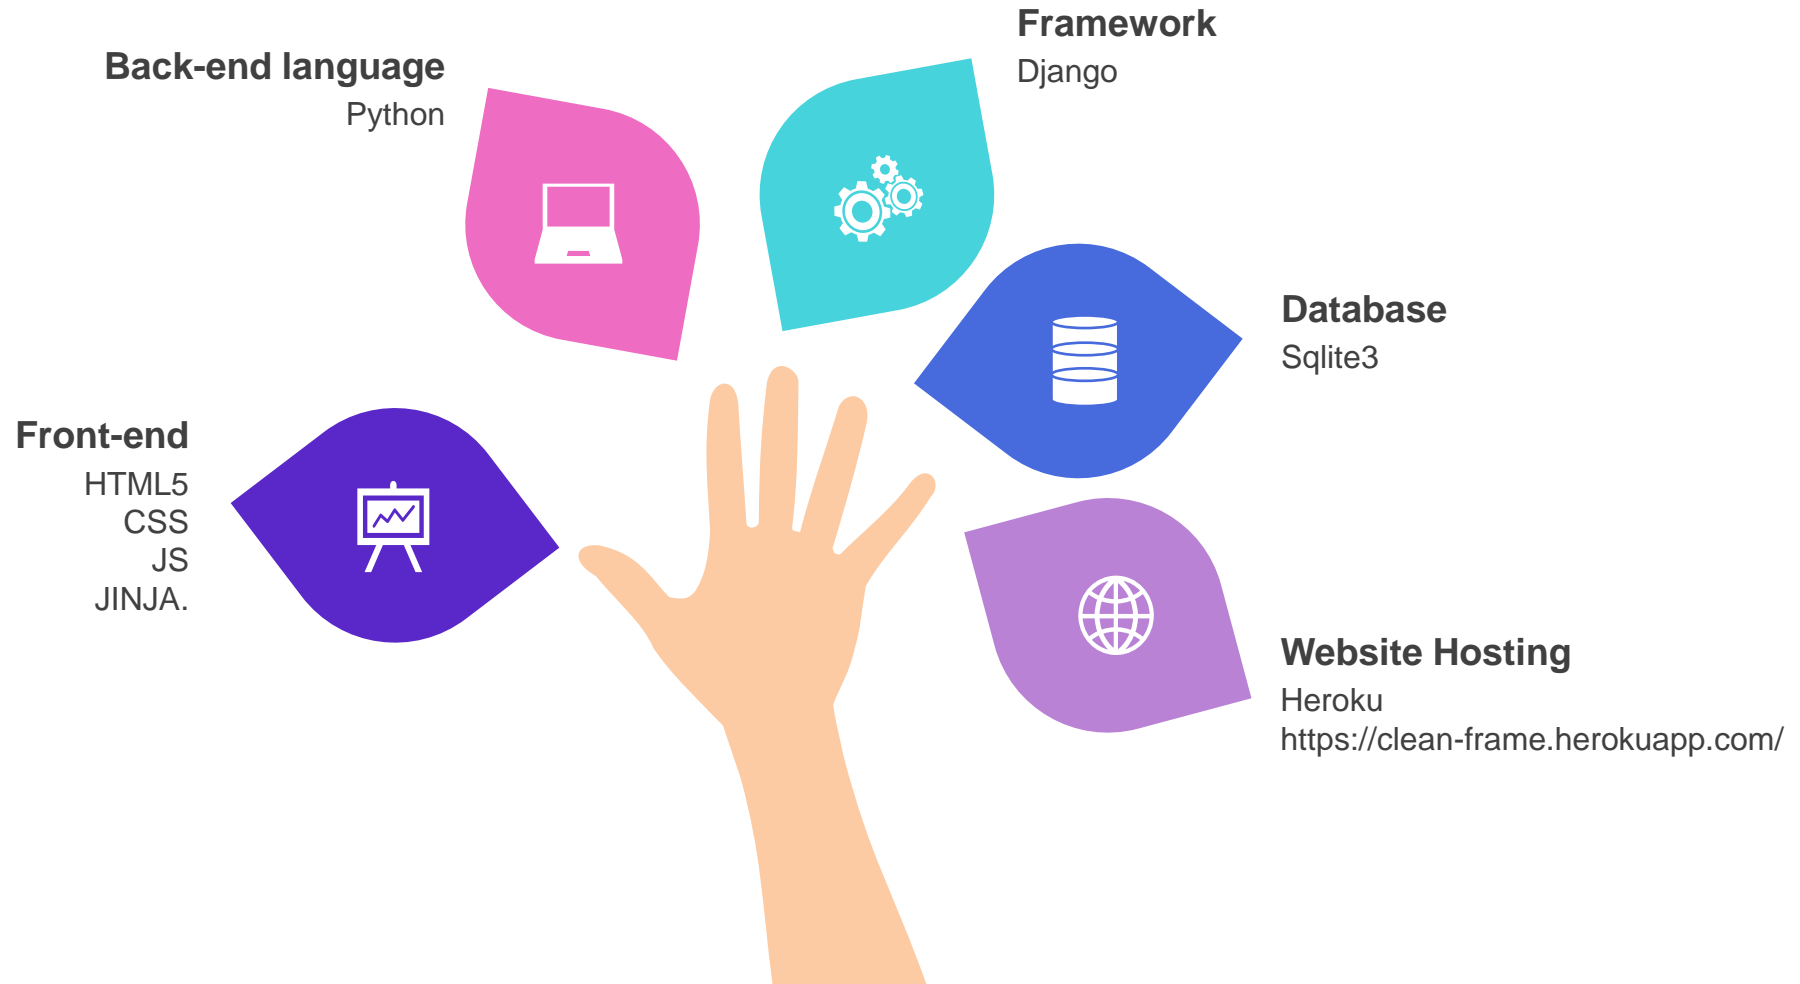 Framework
Django
Back-end language
Python
Database
Sqlite3
Front-end
HTML5
CSS
JS
JINJA.
Website Hosting
Heroku
https://clean-frame.herokuapp.com/